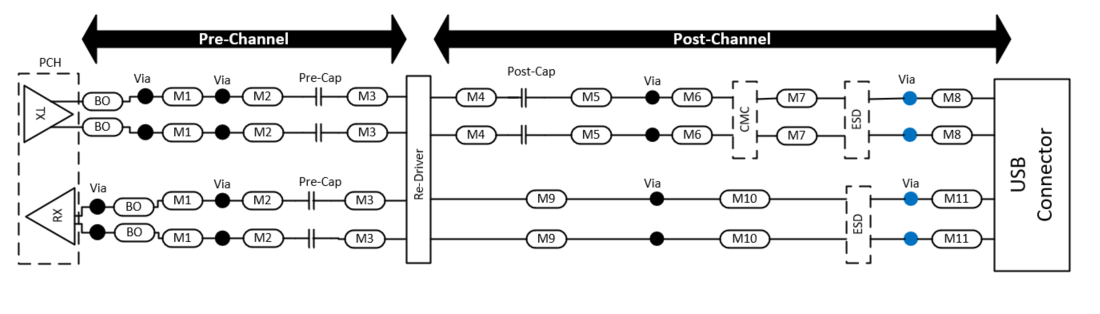 Pre-Channel
Post-Channel
PCH
Via
Via
Pre-Cap
Post-Cap
Via
Via
TX
BO
M1
M2
M3
M4
M5
M6
CMC
M7
ESD
M8
BO
M1
M2
M3
M4
M5
M6
M7
M8
Re-Driver
USB
Connector
Via
Via
Pre-Cap
Via
Via
RX
BO
M1
M2
M3
M9
M10
ESD
M11
BO
M1
M2
M3
M9
M10
M11